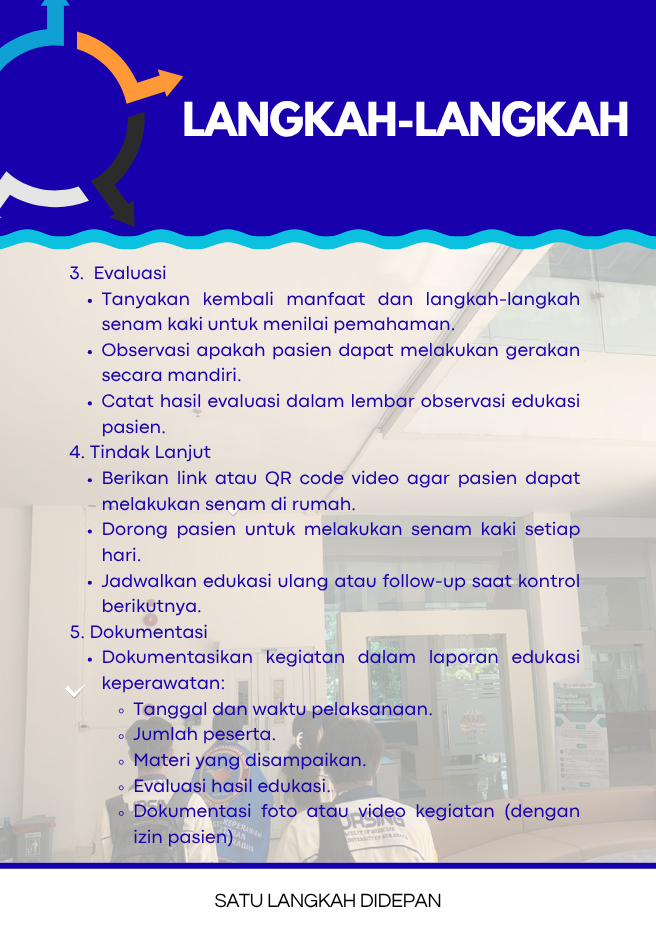 LANGKAH-LANGKAH
3. Evaluasi
• Tanyakan kembali manfaat dan langkah-langkah
senam kaki untuk menilai pemahaman.
• Observasi apakah pasien dapat melakukan gerakan
secara mandiri.
• Catat hasil evaluasi dalam lembar observasi edukasi
pasien.
4. Tindak Lanjut
• Berikan link atau QR code video agar pasien dapat
melakukan senam di rumah.
• Dorong pasien untuk melakukan senam kaki setiap
hari.
• Jadwalkan edukasi ulang atau follow-up saat kontrol
berikutnya.
5. Dokumentasi
• Dokumentasikan kegiatan dalam laporan edukasi
keperawatan:
◦ Tanggal dan waktu pelaksanaan.
◦ Jumlah peserta.
◦ Materi yang disampaikan.
◦ Evaluasi hasil edukasi.
◦ Dokumentasi foto atau video kegiatan (dengan
izin pasien)
SATU LANGKAH DIDEPAN